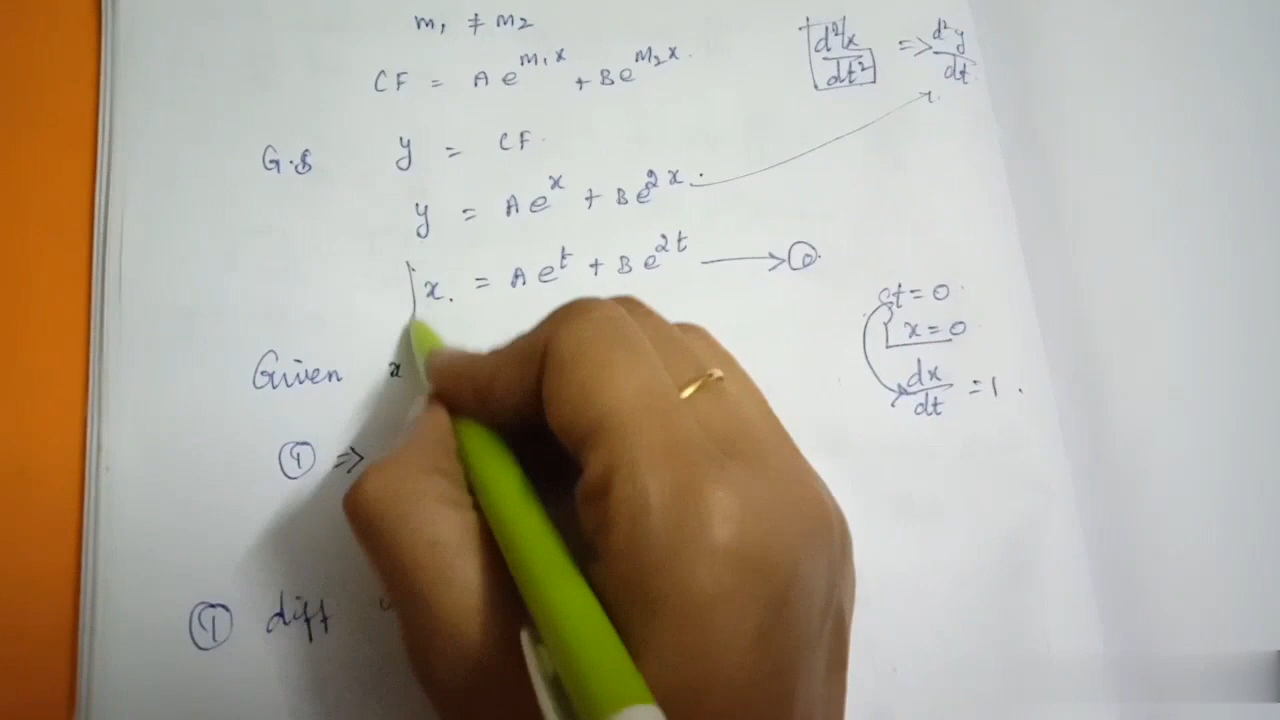 m₁ ≠ m₂
CF = Ae^{m₁x} + Be^{m₂x}.
d²x/dt² ⇒ d²y/dt
G.S y = CF.
y = Ae^x + Be^{2x}.
x. = Ae^t + Be^{2t} →
at t=0
x=0
Given x
dx/dt = 1.
① ⇒
① diff